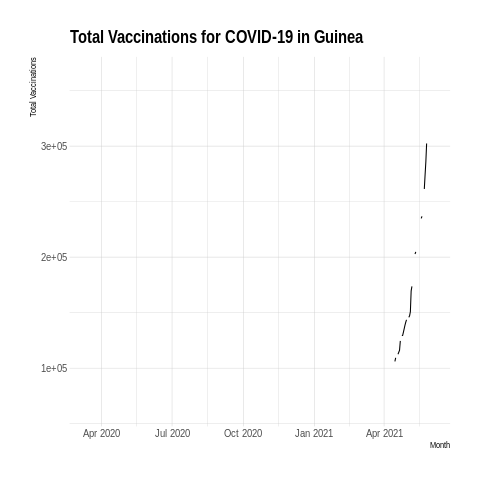 Total Vaccinations for COVID-19 in Guinea
Total Vaccinations
3e+05
2e+05
1e+05
Apr 2020 Jul 2020 Oct 2020 Jan 2021 Apr 2021
Month